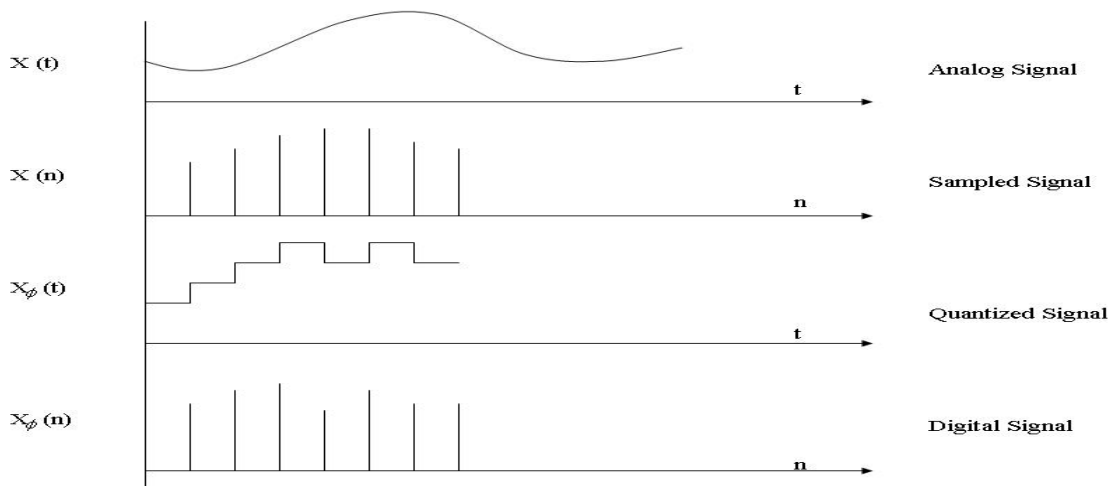 X (t)
t
Analog Signal
X (n)
n
Sampled Signal
Xϕ (t)
t
Quantized Signal
Xϕ (n)
n
Digital Signal